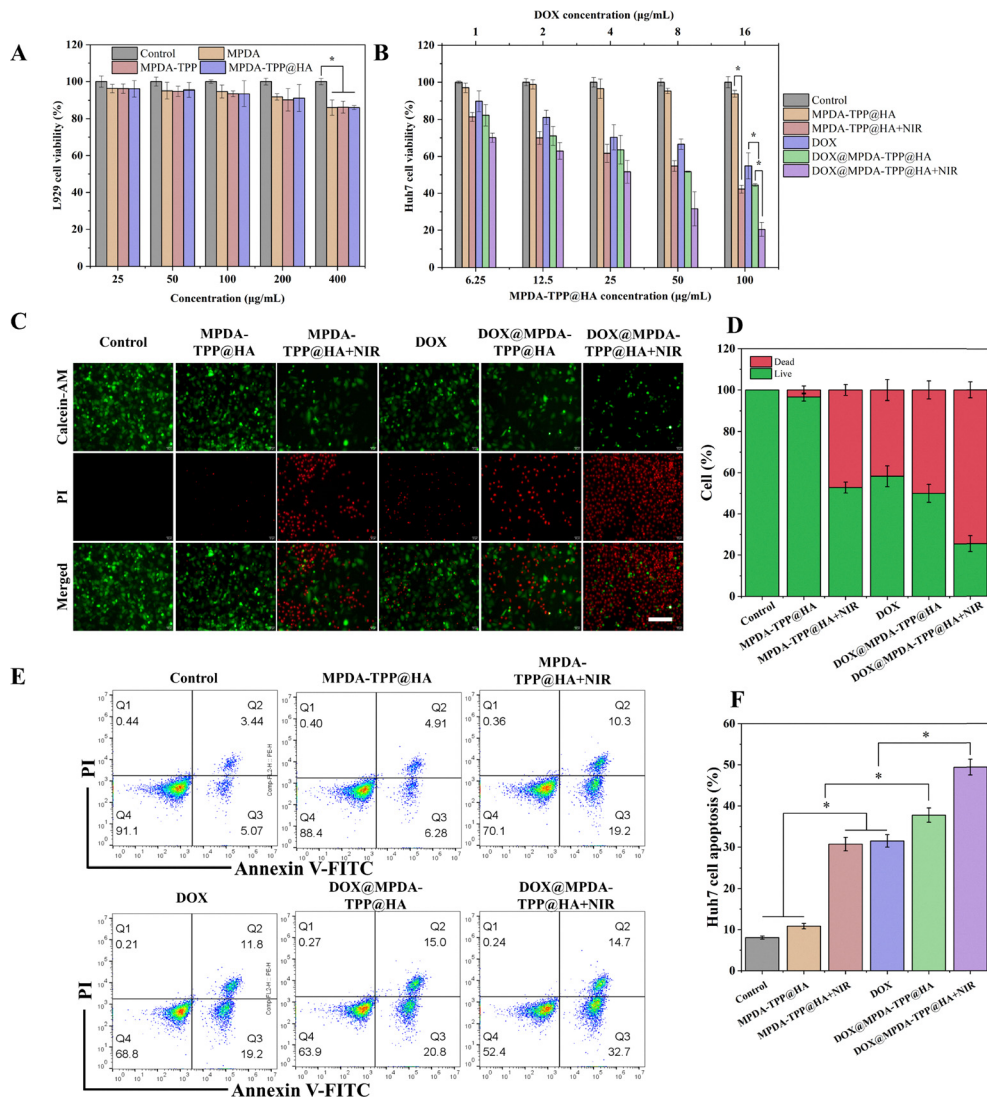 A
Control
MPDA
MPDA-TPP
MPDA-TPP@HA
*
L929 cell viability (%)
120
100
80
60
40
20
0
25 50 100 200 400
Concentration (μg/mL)
B
DOX concentration (μg/mL)
1 2 4 8 16
Huh7 cell viability (%)
120
100
80
60
40
20
0
*
*
*
Control
MPDA-TPP@HA
MPDA-TPP@HA+NIR
DOX
DOX@MPDA-TPP@HA
DOX@MPDA-TPP@HA+NIR
6.25 12.5 25 50 100
MPDA-TPP@HA concentration (μg/mL)
C
Control
MPDA-
TPP@HA
MPDA-
TPP@HA+NIR
DOX
DOX@MPDA-
TPP@HA
DOX@MPDA-
TPP@HA+NIR
Calcein-AM
PI
Merged
D
Dead
Live
Cell (%)
120
100
80
60
40
20
0
Control
MPDA-TPP@HA
MPDA-TPP@HA+NIR
DOX
DOX@MPDA-TPP@HA
DOX@MPDA-TPP@HA+NIR
E
Control
MPDA-TPP@HA
MPDA-
TPP@HA+NIR
Q1
0.44
Q2
3.44
Q4
91.1
Q3
5.07
Q1
0.40
Q2
4.91
Q4
88.4
Q3
6.28
Q1
0.36
Q2
10.3
Q4
70.1
Q3
19.2
PI
Annexin V-FITC
DOX
DOX@MPDA-
TPP@HA
DOX@MPDA-
TPP@HA+NIR
Q1
0.21
Q2
11.8
Q4
68.8
Q3
19.2
Q1
0.27
Q2
15.0
Q4
63.9
Q3
20.8
Q1
0.24
Q2
14.7
Q4
52.4
Q3
32.7
PI
Annexin V-FITC
F
Huh7 cell apoptosis (%)
60
50
40
30
20
10
0
*
*
*
Control
MPDA-TPP@HA
MPDA-TPP@HA+NIR
DOX
DOX@MPDA-TPP@HA
DOX@MPDA-TPP@HA+NIR